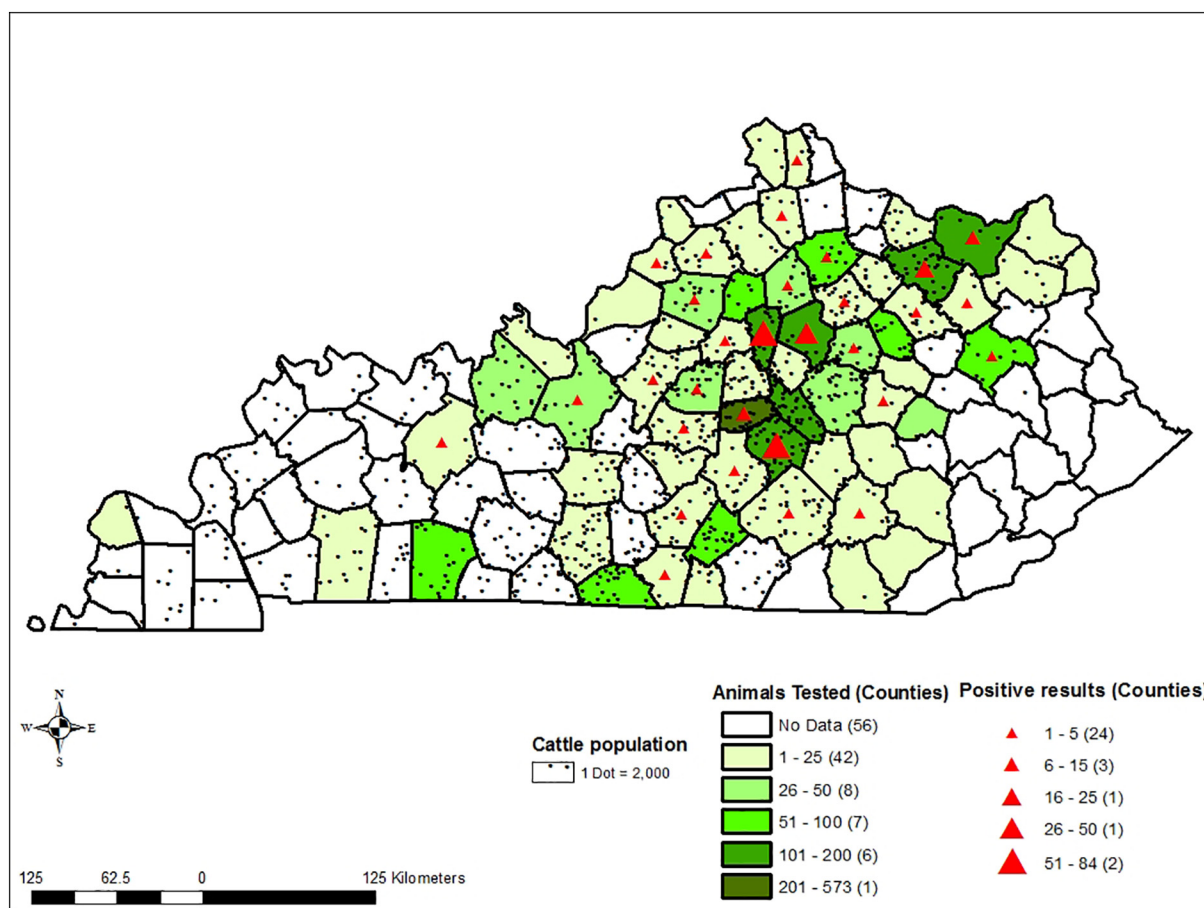 N
W E
S
Cattle population
1 Dot = 2,000
Animals Tested (Counties)
No Data (56)
1 - 25 (42)
26 - 50 (8)
51 - 100 (7)
101 - 200 (6)
201 - 573 (1)
Positive results (Counties)
1 - 5 (24)
6 - 15 (3)
16 - 25 (1)
26 - 50 (1)
51 - 84 (2)
125 62.5 0 125 Kilometers